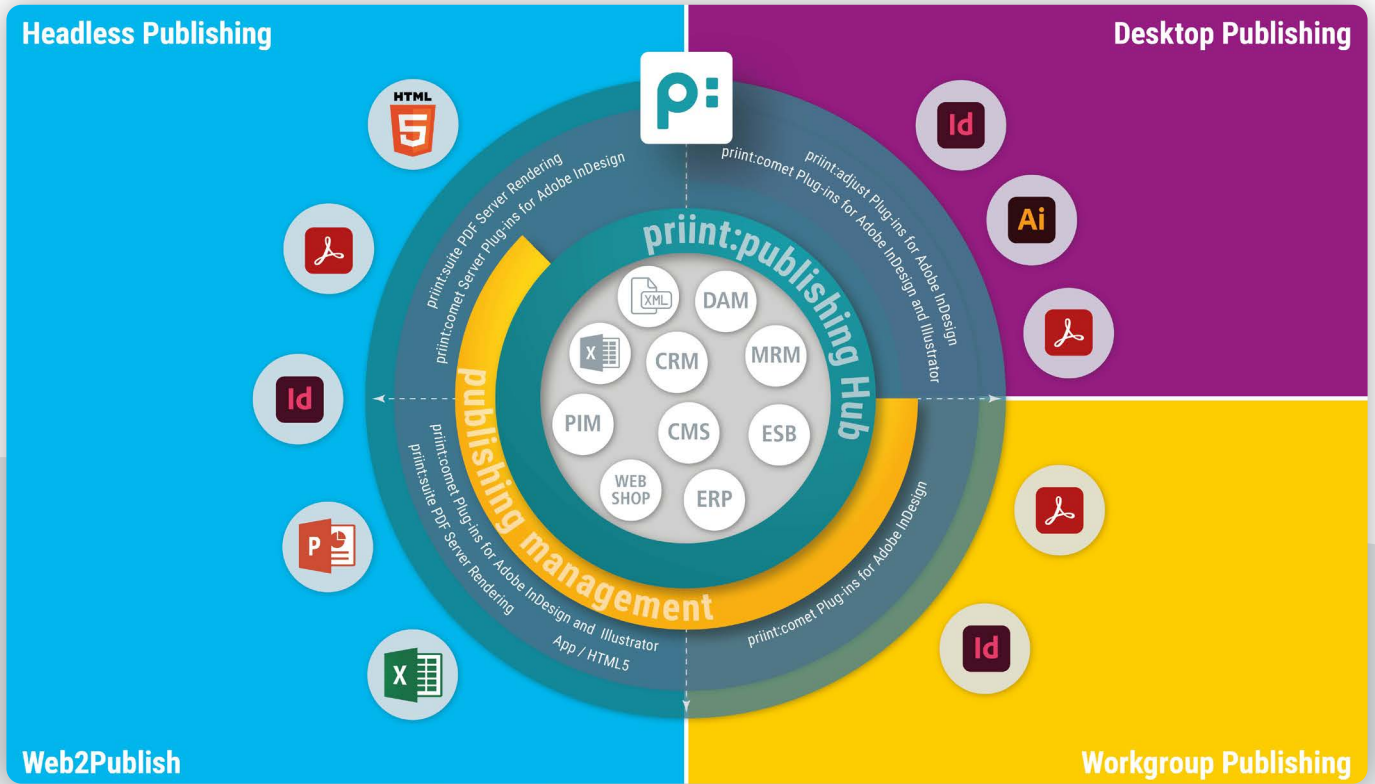 Headless Publishing
Desktop Publishing
p:
HTML
5
Id
Ai
Id
P
X
Id
priint:suite PDF Server Rendering
priint:comet Server Plug-ins for Adobe InDesign
priint:adjust Plug-ins for Adobe InDesign
priint:comet Plug-ins for Adobe InDesign and Illustrator
priint:publishing Hub
XML
DAM
X
CRM
MRM
PIM
CMS
ESB
WEB
SHOP
ERP
publishing management
priint:comet Plug-ins for Adobe InDesign and Illustrator
priint:suite PDF Server Rendering
App / HTML5
priint:comet Plug-ins for Adobe InDesign
Web2Publish
Workgroup Publishing